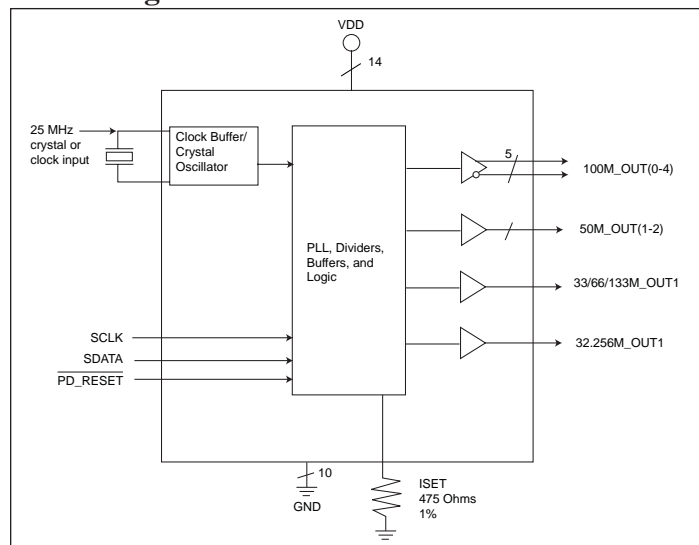 VDD
14
25 MHz
crystal or
clock input
Clock Buffer/
Crystal
Oscillator
5
100M_OUT(0-4)
50M_OUT(1-2)
PLL, Dividers,
Buffers, and
Logic
33/66/133M_OUT1
SCLK
32.256M_OUT1
SDATA
PD_RESET
10
GND
ISET
475 Ohms
1%